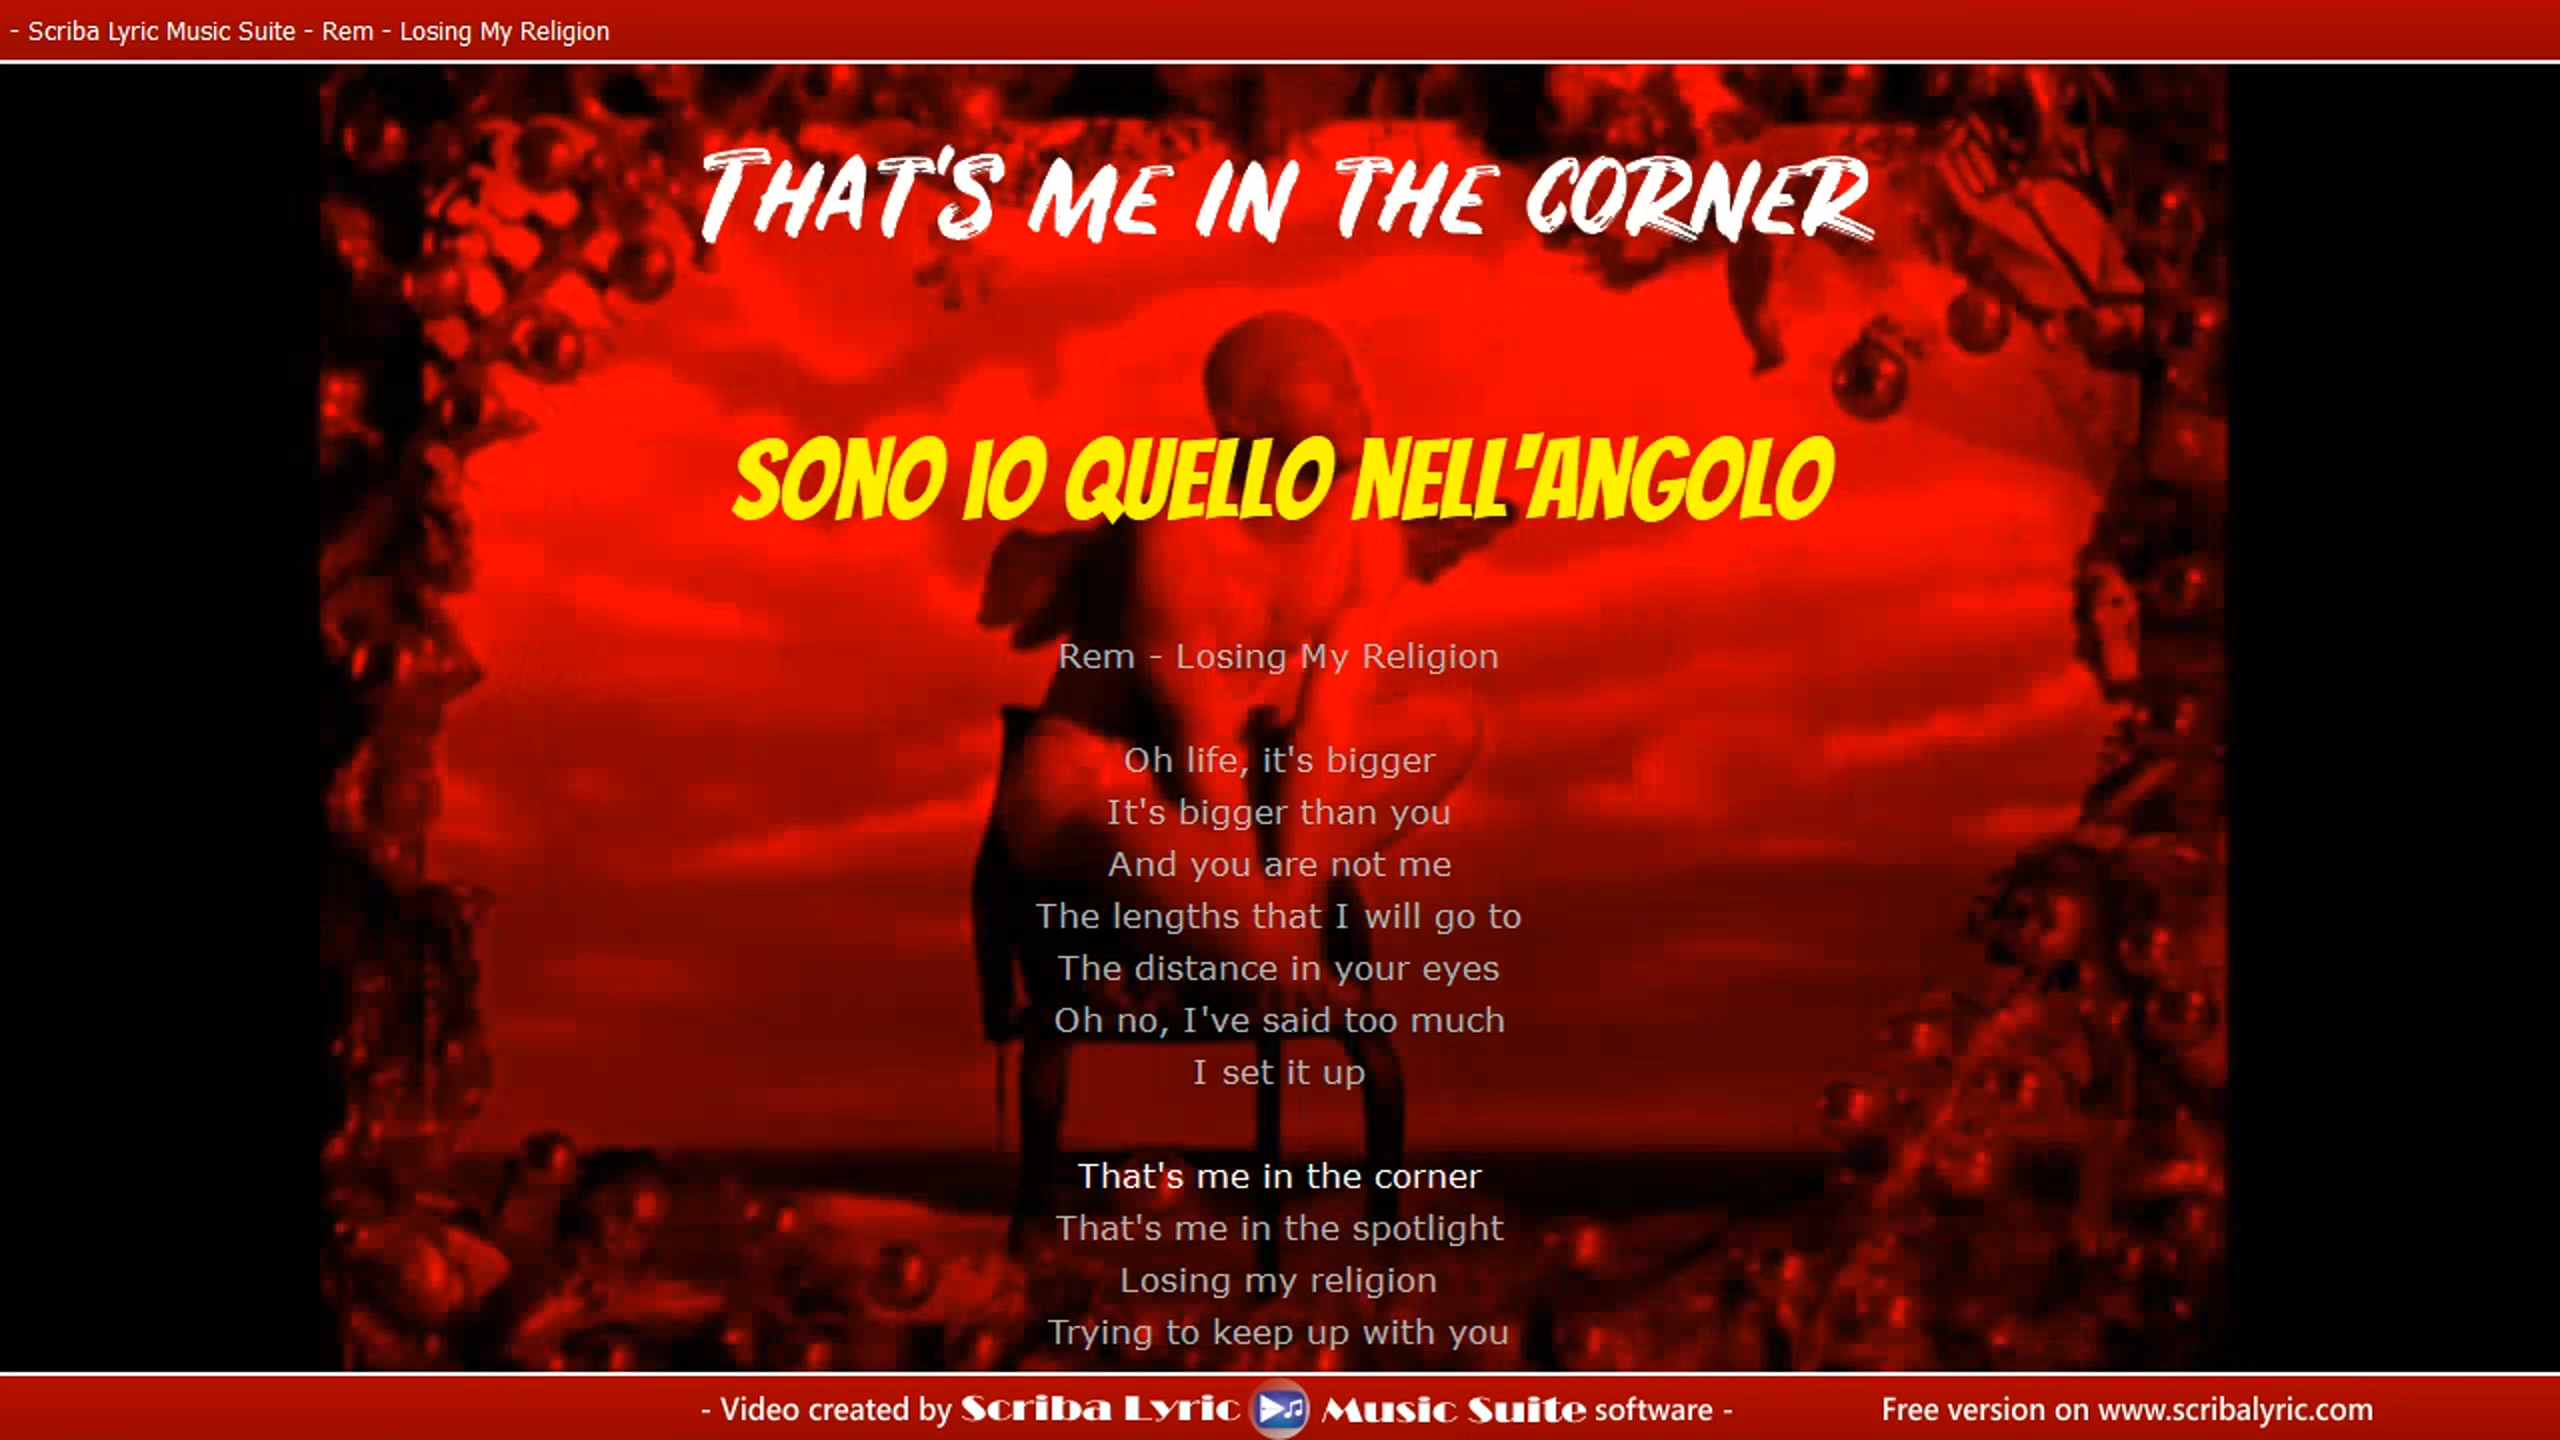 - Scriba Lyric Music Suite - Rem - Losing My Religion
THAT'S ME IN THE CORNER
SONO IO QUELLO NELL'ANGOLO
Rem - Losing My Religion
Oh life, it's bigger
It's bigger than you
And you are not me
The lengths that I will go to
The distance in your eyes
Oh no, I've said too much
I set it up
That's me in the corner
That's me in the spotlight
Losing my religion
Trying to keep up with you
- Video created by Scriba Lyric Music Suite software - Free version on www.scribalyric.com